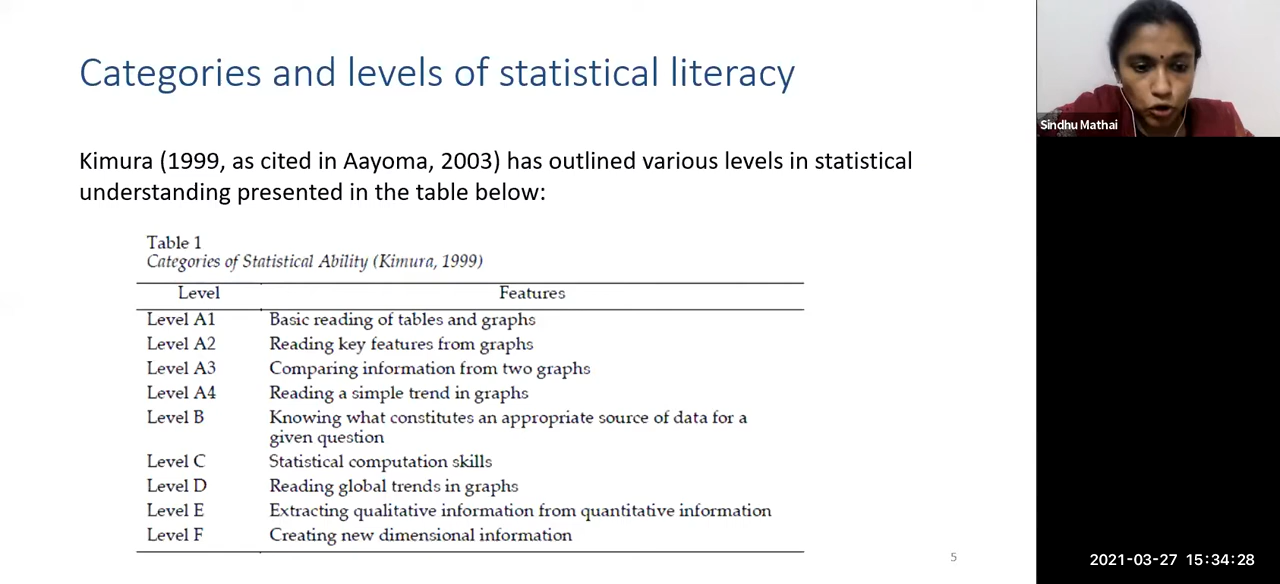 Categories and levels of statistical literacy
Kimura (1999, as cited in Aayoma, 2003) has outlined various levels in statistical
understanding presented in the table below:
Table 1
Categories of Statistical Ability (Kimura, 1999)
Level Features
Level A1 Basic reading of tables and graphs
Level A2 Reading key features from graphs
Level A3 Comparing information from two graphs
Level A4 Reading a simple trend in graphs
Level B Knowing what constitutes an appropriate source of data for a
given question
Level C Statistical computation skills
Level D Reading global trends in graphs
Level E Extracting qualitative information from quantitative information
Level F Creating new dimensional information
5
Sindhu Mathai
2021-03-27 15:34:28